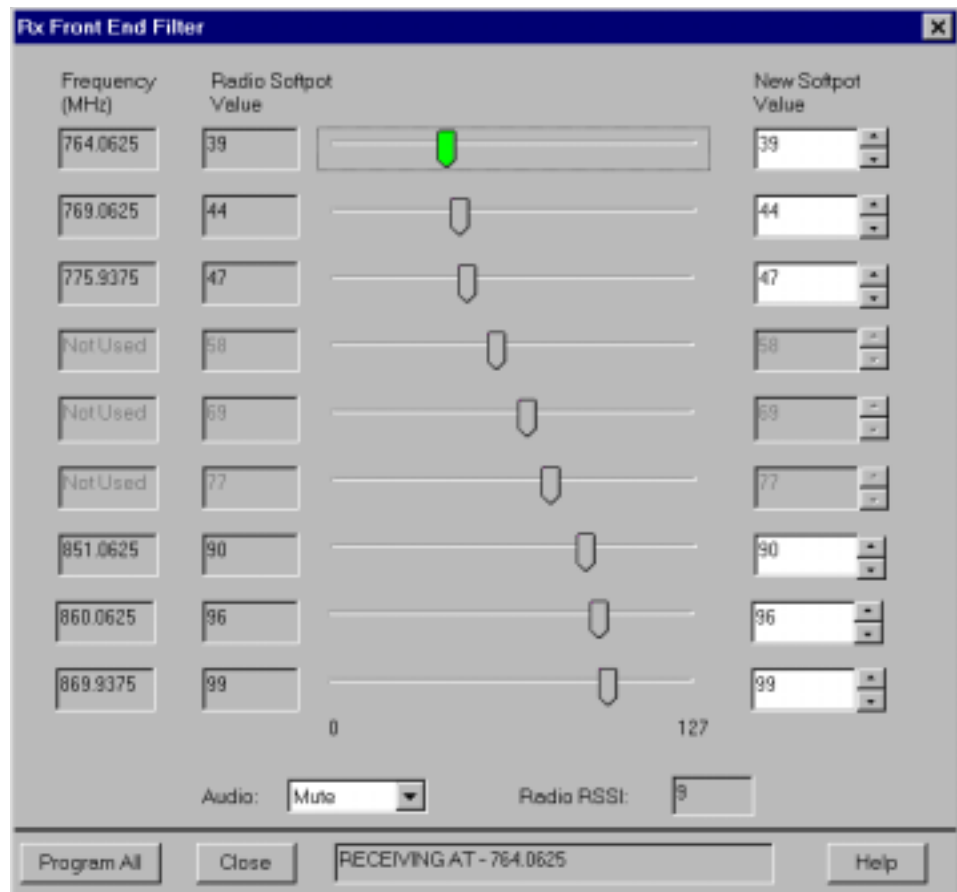 Rx Front End Filter
Frequency (MHz) Radio Softpot Value New Softpot Value
764.0625 39 39
769.0625 44 44
775.9375 47 47
Not Used 58 58
Not Used 69 69
Not Used 77 77
851.0625 90 90
860.0625 96 96
869.9375 99 99
0 127
Audio: Mute Radio RSSI: 9
Program All Close RECEIVING AT - 764.0625 Help